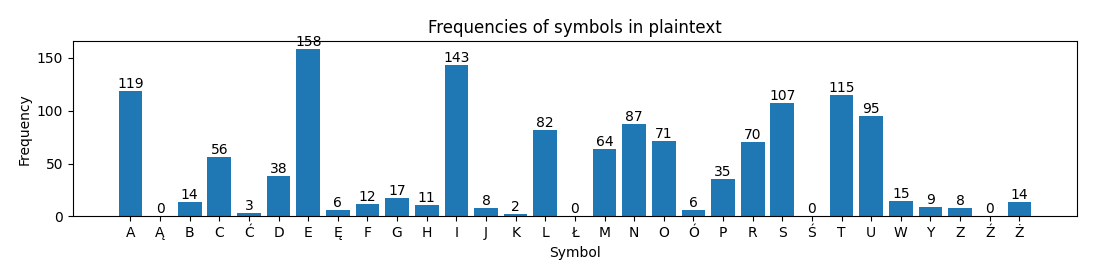 Frequencies of symbols in plaintext
158
150
143
119
115
107
100
95
87
82
71
70
64
56
50
38
35
14 3 6 12 17 11 8 2 6 15 9 8 14
0 0 0 0 0
A Ą B C Ć D E Ę F G H I J K L Ł M N O Ó P R S Ś T U W Y Z Ź Ż
Frequency
Symbol